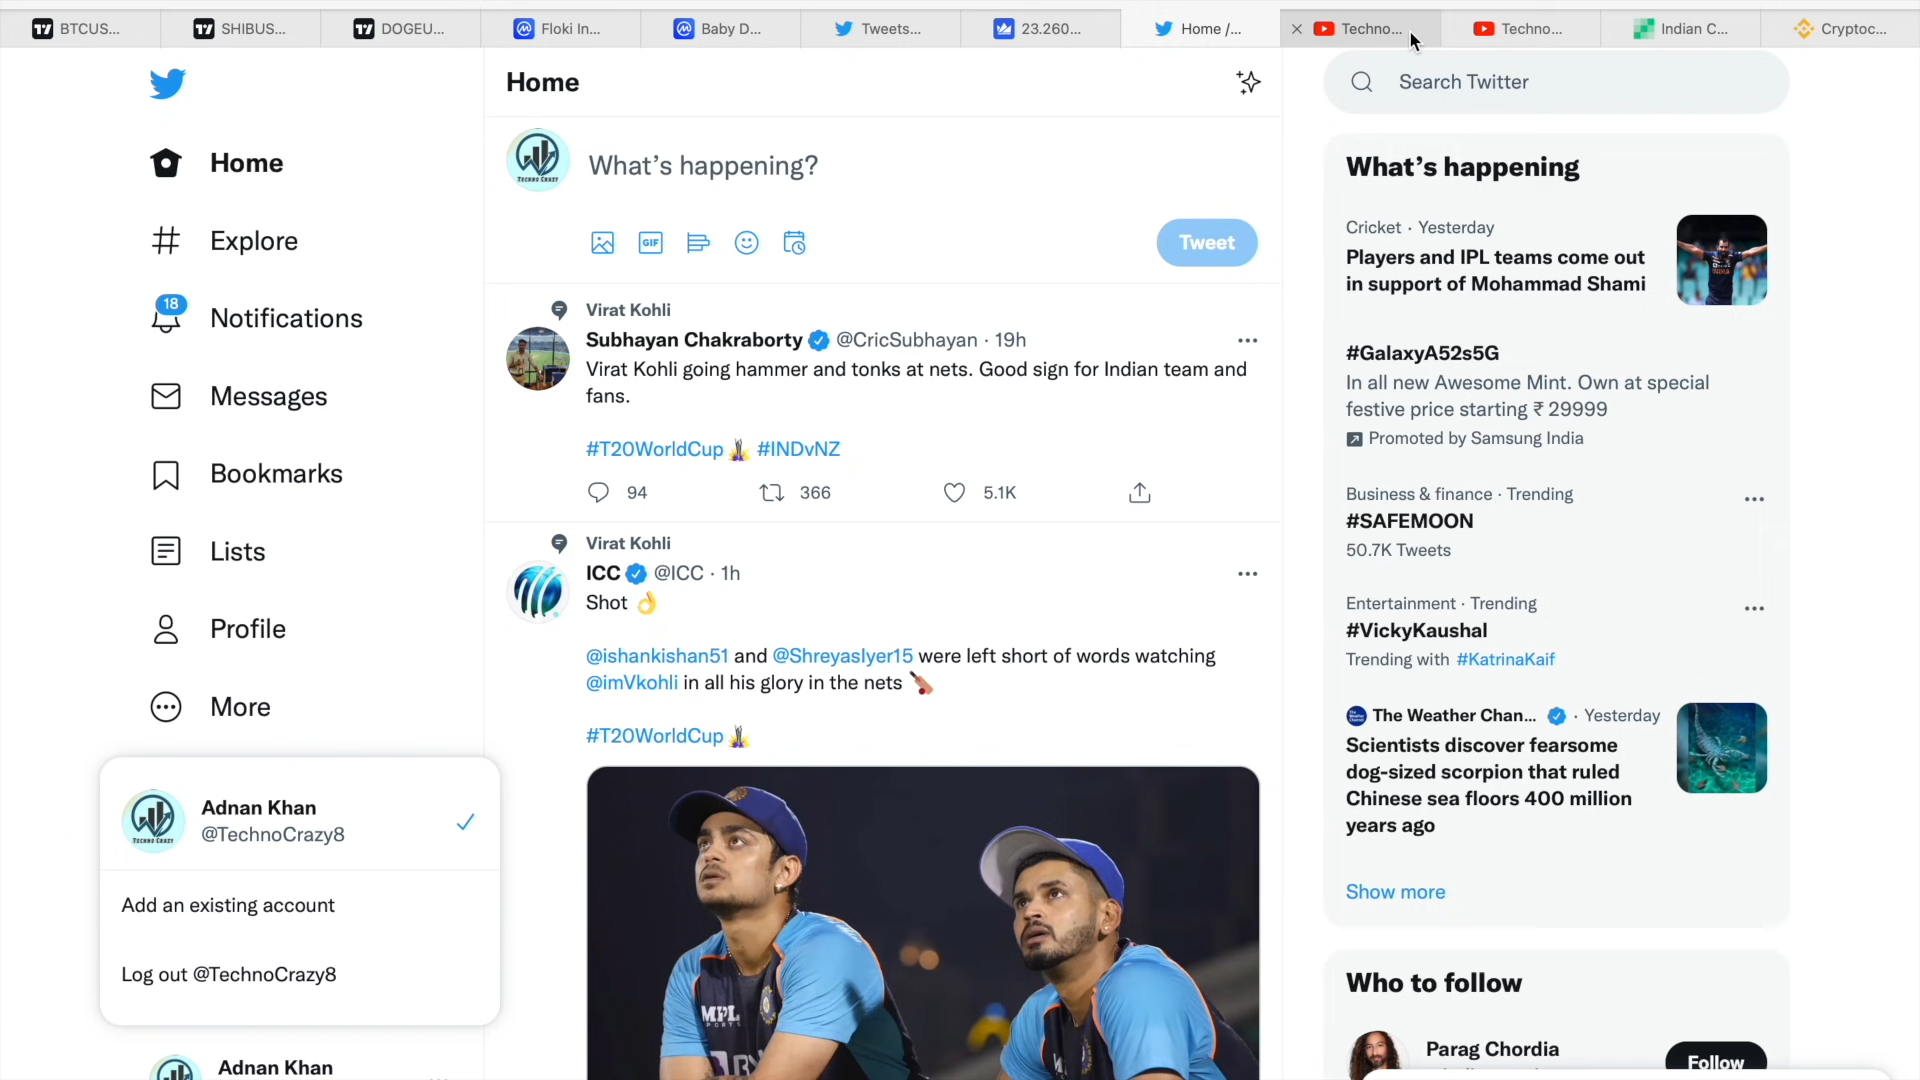 BTCUS...
SHIBUS...
DOGEU...
Floki In...
Baby D...
Tweets...
23.260...
Home /...
Techno...
Techno...
Indian C...
Cryptoc...
Home
Explore
18
Notifications
Messages
Bookmarks
Lists
Profile
More
Adnan Khan
@TechnoCrazy8
Add an existing account
Log out @TechnoCrazy8
Adnan Khan
Home
TECHNO CRAZY
What's happening?
GIF
Tweet
Virat Kohli
Subhayan Chakraborty @CricSubhayan · 19h
Virat Kohli going hammer and tonks at nets. Good sign for Indian team and
fans.
#T20WorldCup #INDvNZ
94 366 5.1K
Virat Kohli
ICC @ICC · 1h
Shot 👌
@ishankishan51 and @ShreyasIyer15 were left short of words watching
@imVkohli in all his glory in the nets 🏏
#T20WorldCup
MPL
SPORTS
Search Twitter
What's happening
Cricket · Yesterday
Players and IPL teams come out
in support of Mohammad Shami
#GalaxyA52s5G
In all new Awesome Mint. Own at special
festive price starting ₹ 29999
Promoted by Samsung India
Business & finance · Trending
#SAFEMOON
50.7K Tweets
Entertainment · Trending
#VickyKaushal
Trending with #KatrinaKaif
The Weather Chan... · Yesterday
Scientists discover fearsome
dog-sized scorpion that ruled
Chinese sea floors 400 million
years ago
Show more
Who to follow
Parag Chordia
Follow